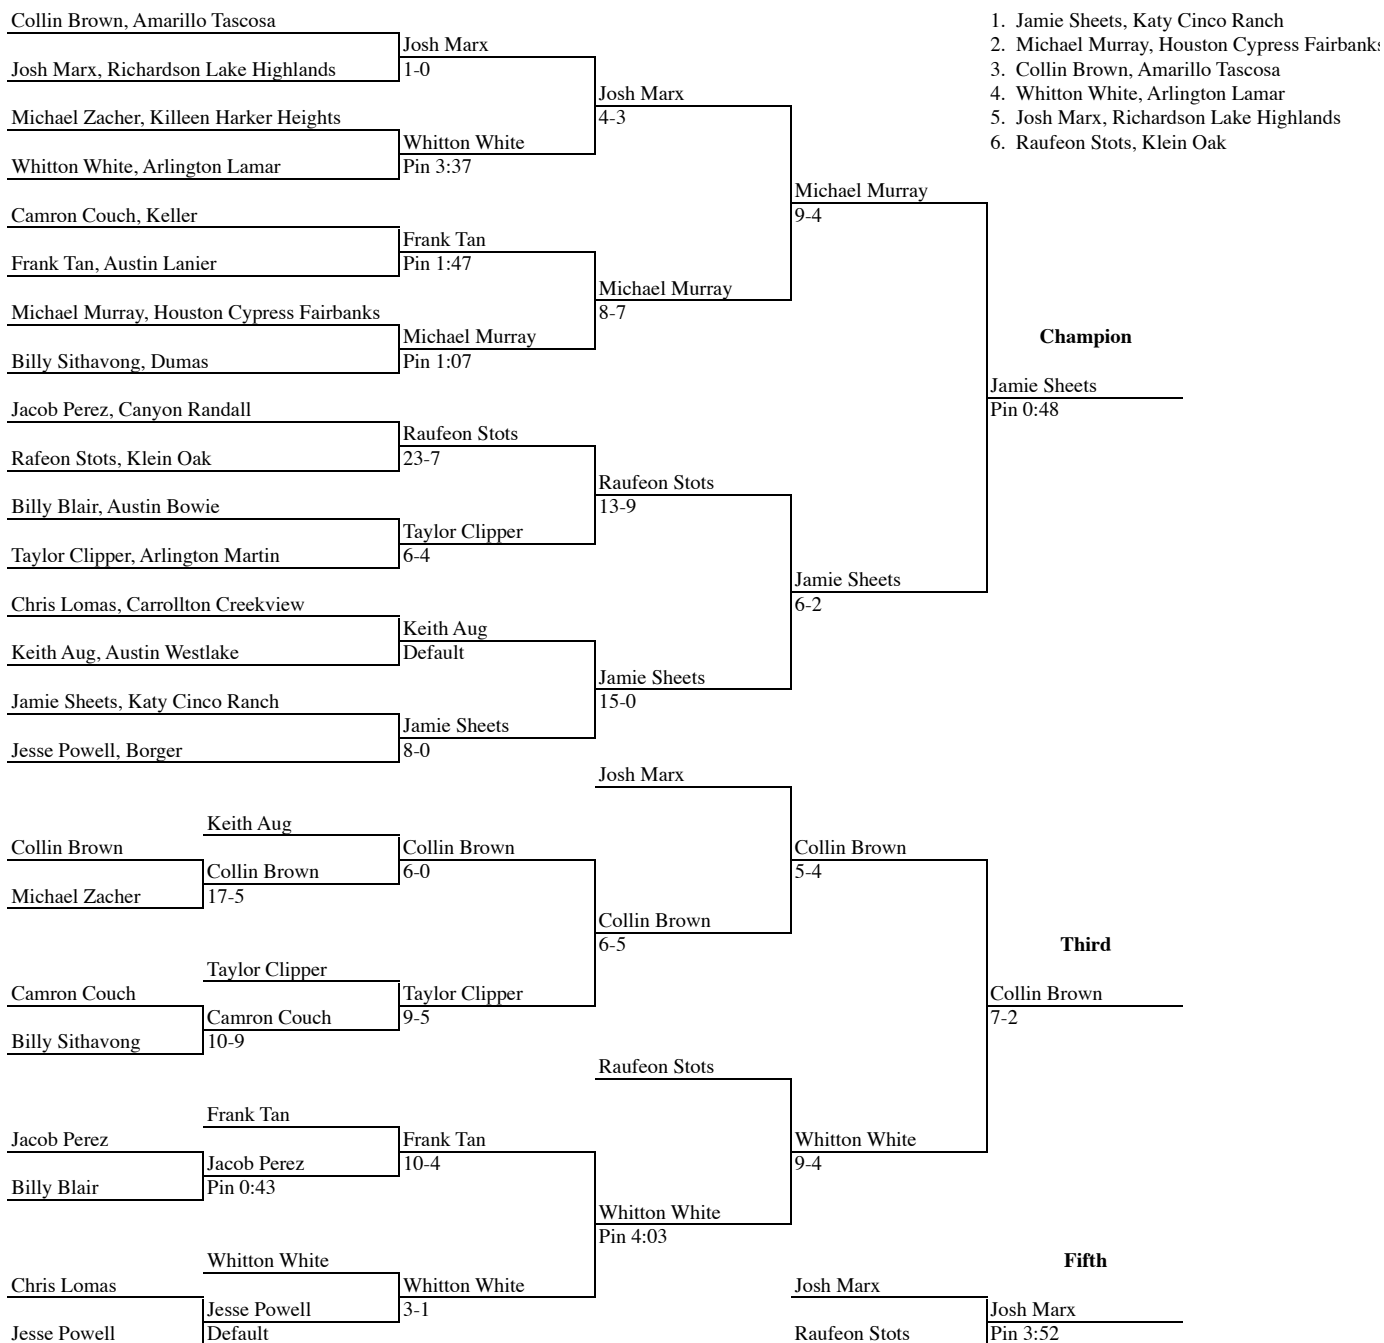 Collin Brown, Amarillo Tascosa
Josh Marx
Josh Marx, Richardson Lake Highlands
1-0
Josh Marx
4-3
Michael Zacher, Killeen Harker Heights
Whitton White
Whitton White, Arlington Lamar
Pin 3:37
Michael Murray
9-4
Camron Couch, Keller
Frank Tan
Frank Tan, Austin Lanier
Pin 1:47
Michael Murray
8-7
Michael Murray, Houston Cypress Fairbanks
Michael Murray
Billy Sithavong, Dumas
Pin 1:07
Champion
Jamie Sheets
Pin 0:48
Jacob Perez, Canyon Randall
Raufeon Stots
Rafeon Stots, Klein Oak
23-7
Raufeon Stots
13-9
Billy Blair, Austin Bowie
Taylor Clipper
Taylor Clipper, Arlington Martin
6-4
Jamie Sheets
6-2
Chris Lomas, Carrollton Creekview
Keith Aug
Keith Aug, Austin Westlake
Default
Jamie Sheets
15-0
Jamie Sheets, Katy Cinco Ranch
Jamie Sheets
Jesse Powell, Borger
8-0
1. Jamie Sheets, Katy Cinco Ranch
2. Michael Murray, Houston Cypress Fairbanks
3. Collin Brown, Amarillo Tascosa
4. Whitton White, Arlington Lamar
5. Josh Marx, Richardson Lake Highlands
6. Raufeon Stots, Klein Oak
Josh Marx
Keith Aug
Collin Brown
Collin Brown
Collin Brown
Collin Brown
6-0
5-4
Michael Zacher
17-5
Collin Brown
6-5
Third
Taylor Clipper
Camron Couch
Taylor Clipper
Collin Brown
Camron Couch
9-5
7-2
Billy Sithavong
10-9
Raufeon Stots
Frank Tan
Jacob Perez
Frank Tan
Whitton White
Jacob Perez
10-4
9-4
Billy Blair
Pin 0:43
Whitton White
Pin 4:03
Whitton White
Fifth
Chris Lomas
Whitton White
Josh Marx
Jesse Powell
3-1
Josh Marx
Jesse Powell
Default
Raufeon Stots
Pin 3:52